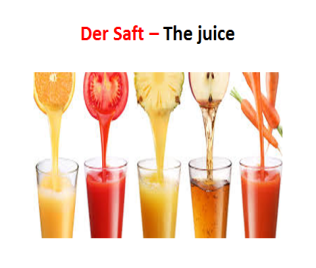 Der Saft – The juice